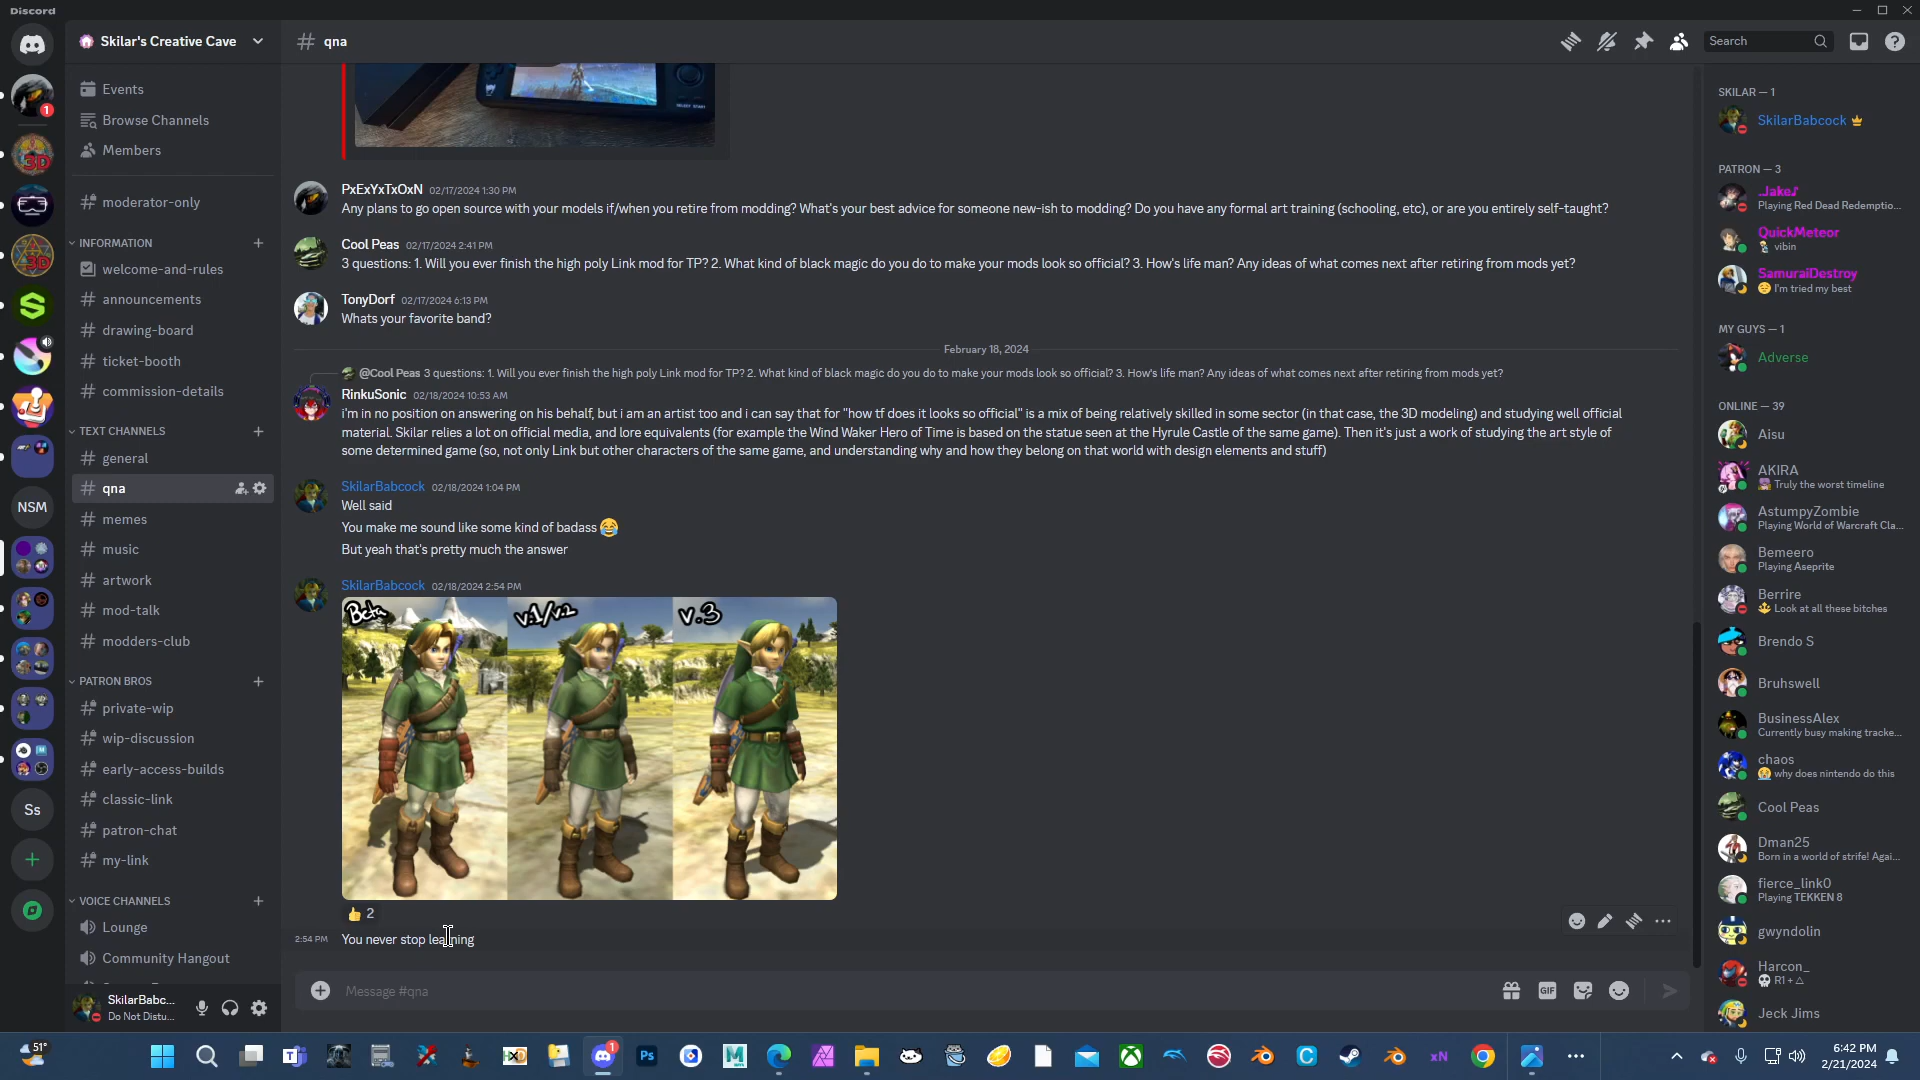 Discord
Skilar's Creative Cave
qna
Search
Events
Browse Channels
Members
moderator-only
INFORMATION
welcome-and-rules
announcements
drawing-board
ticket-booth
commission-details
TEXT CHANNELS
general
qna
memes
music
artwork
mod-talk
modders-club
PATRON BROS
private-wip
wip-discussion
early-access-builds
classic-link
patron-chat
my-link
VOICE CHANNELS
Lounge
Community Hangout
NSM
Ss
SkilarBabc...
Do Not Distu...
PxExYxTxOxN 02/17/2024 1:30 PM
Any plans to go open source with your models if/when you retire from modding? What's your best advice for someone new-ish to modding? Do you have any formal art training (schooling, etc), or are you entirely self-taught?
Cool Peas 02/17/2024 2:41 PM
3 questions: 1. Will you ever finish the high poly Link mod for TP? 2. What kind of black magic do you do to make your mods look so official? 3. How's life man? Any ideas of what comes next after retiring from mods yet?
TonyDorf 02/17/2024 6:13 PM
Whats your favorite band?
February 18, 2024
@Cool Peas 3 questions: 1. Will you ever finish the high poly Link mod for TP? 2. What kind of black magic do you do to make your mods look so official? 3. How's life man? Any ideas of what comes next after retiring from mods yet?
RinkuSonic 02/18/2024 10:53 AM
i'm in no position on answering on his behalf, but i am an artist too and i can say that for "how tf does it looks so official" is a mix of being relatively skilled in some sector (in that case, the 3D modeling) and studying well official
material. Skilar relies a lot on official media, and lore equivalents (for example the Wind Waker Hero of Time is based on the statue seen at the Hyrule Castle of the same game). Then it's just a work of studying the art style of
some determined game (so, not only Link but other characters of the same game, and understanding why and how they belong on that world with design elements and stuff)
SkilarBabcock 02/18/2024 1:04 PM
Well said
You make me sound like some kind of badass 😂
But yeah that's pretty much the answer
SkilarBabcock 02/18/2024 2:54 PM
Beta
v.1/v.2
v.3
👍 2
2:54 PM You never stop learning
Message #qna
GIF
SKILAR — 1
SkilarBabcock
PATRON — 3
.Jake♪
Playing Red Dead Redemptio...
QuickMeteor
vibin
SamuraiDestroy
I'm tried my best
MY GUYS — 1
Adverse
ONLINE — 39
Aisu
AKIRA
Truly the worst timeline
AstumpyZombie
Playing World of Warcraft Cla...
Bemeero
Playing Aseprite
Berrire
Look at all these bitches
Brendo S
Bruhswell
BusinessAlex
Currently busy making tracke...
chaos
why does nintendo do this
Cool Peas
Dman25
Born in a world of strife! Agai...
fierce_link0
Playing TEKKEN 8
gwyndolin
Harcon_
R1 + △
Jeck Jims
51°
6:42 PM
2/21/2024